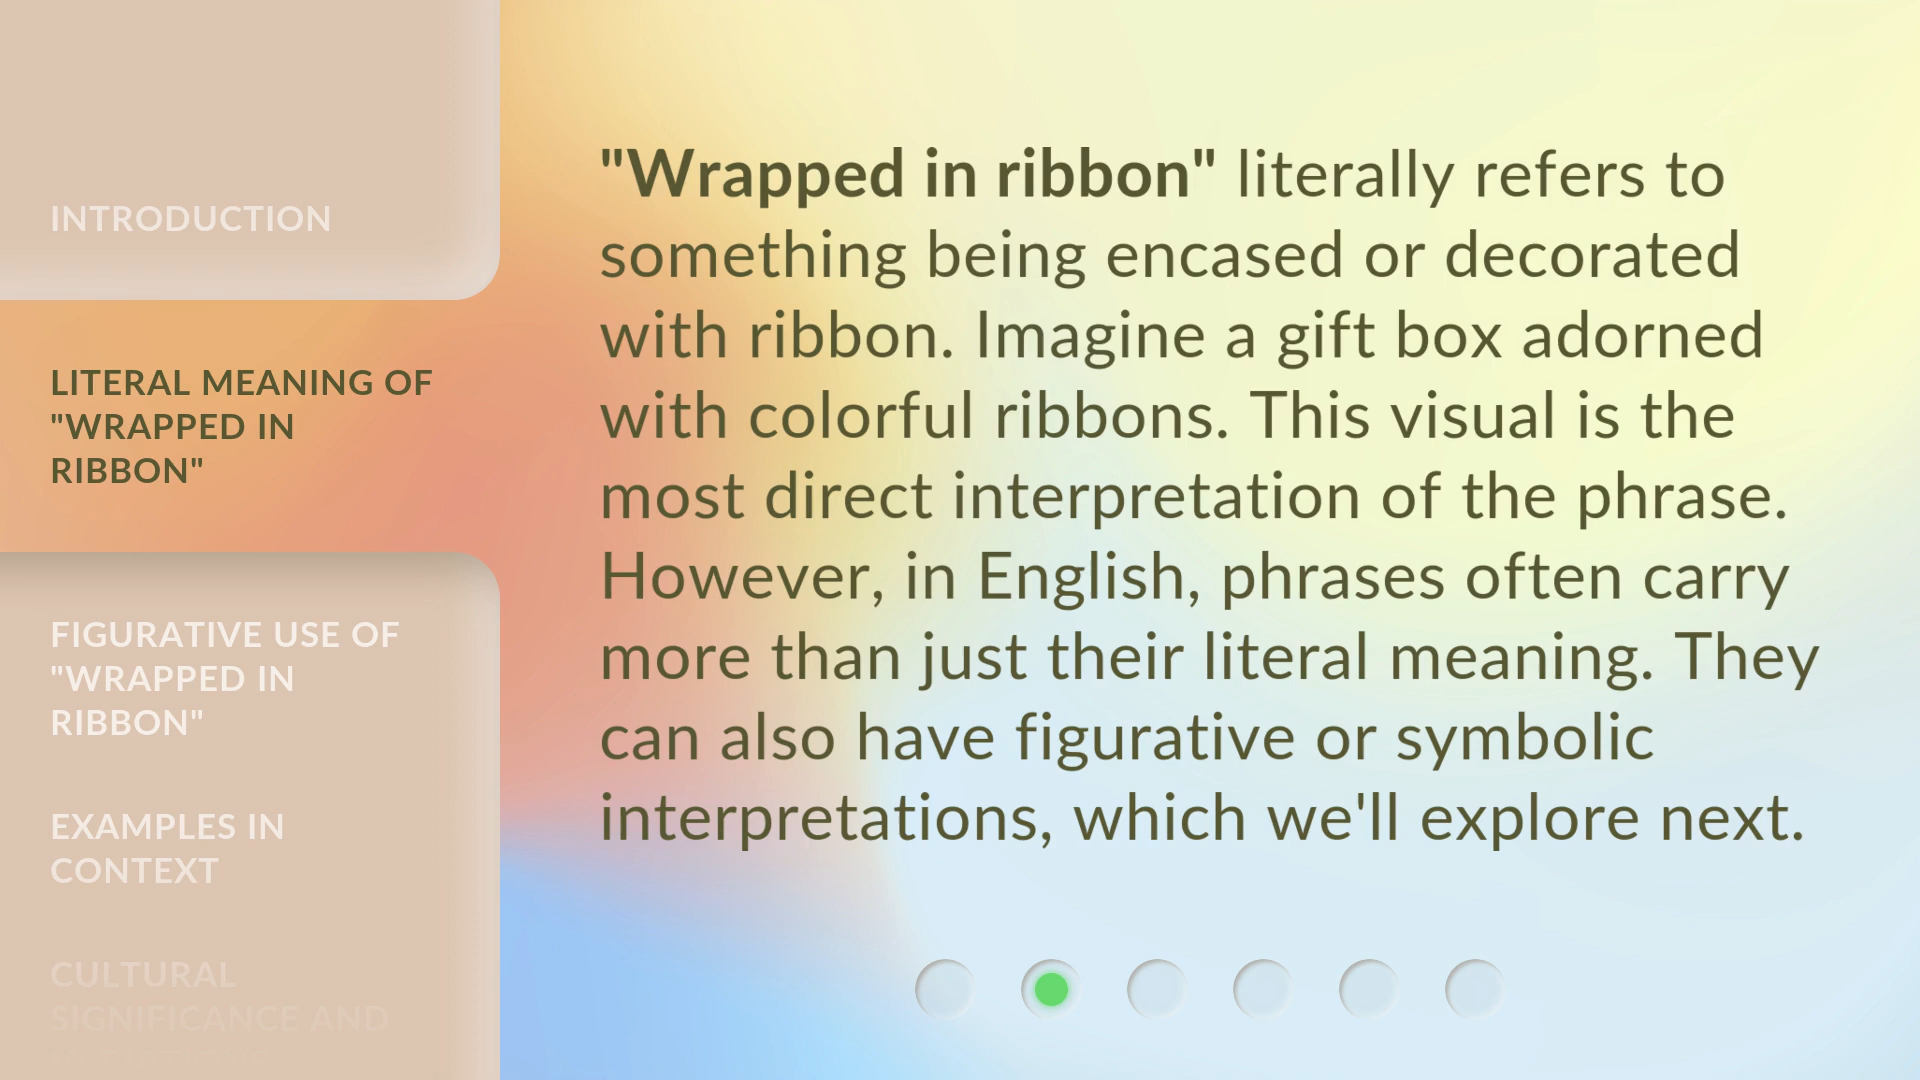 INTRODUCTION
LITERAL MEANING OF
"WRAPPED IN
RIBBON"
FIGURATIVE USE OF
"WRAPPED IN
RIBBON"
EXAMPLES IN
CONTEXT
CULTURAL
SIGNIFICANCE AND
"Wrapped in ribbon" literally refers to
something being encased or decorated
with ribbon. Imagine a gift box adorned
with colorful ribbons. This visual is the
most direct interpretation of the phrase.
However, in English, phrases often carry
more than just their literal meaning. They
can also have figurative or symbolic
interpretations, which we'll explore next.